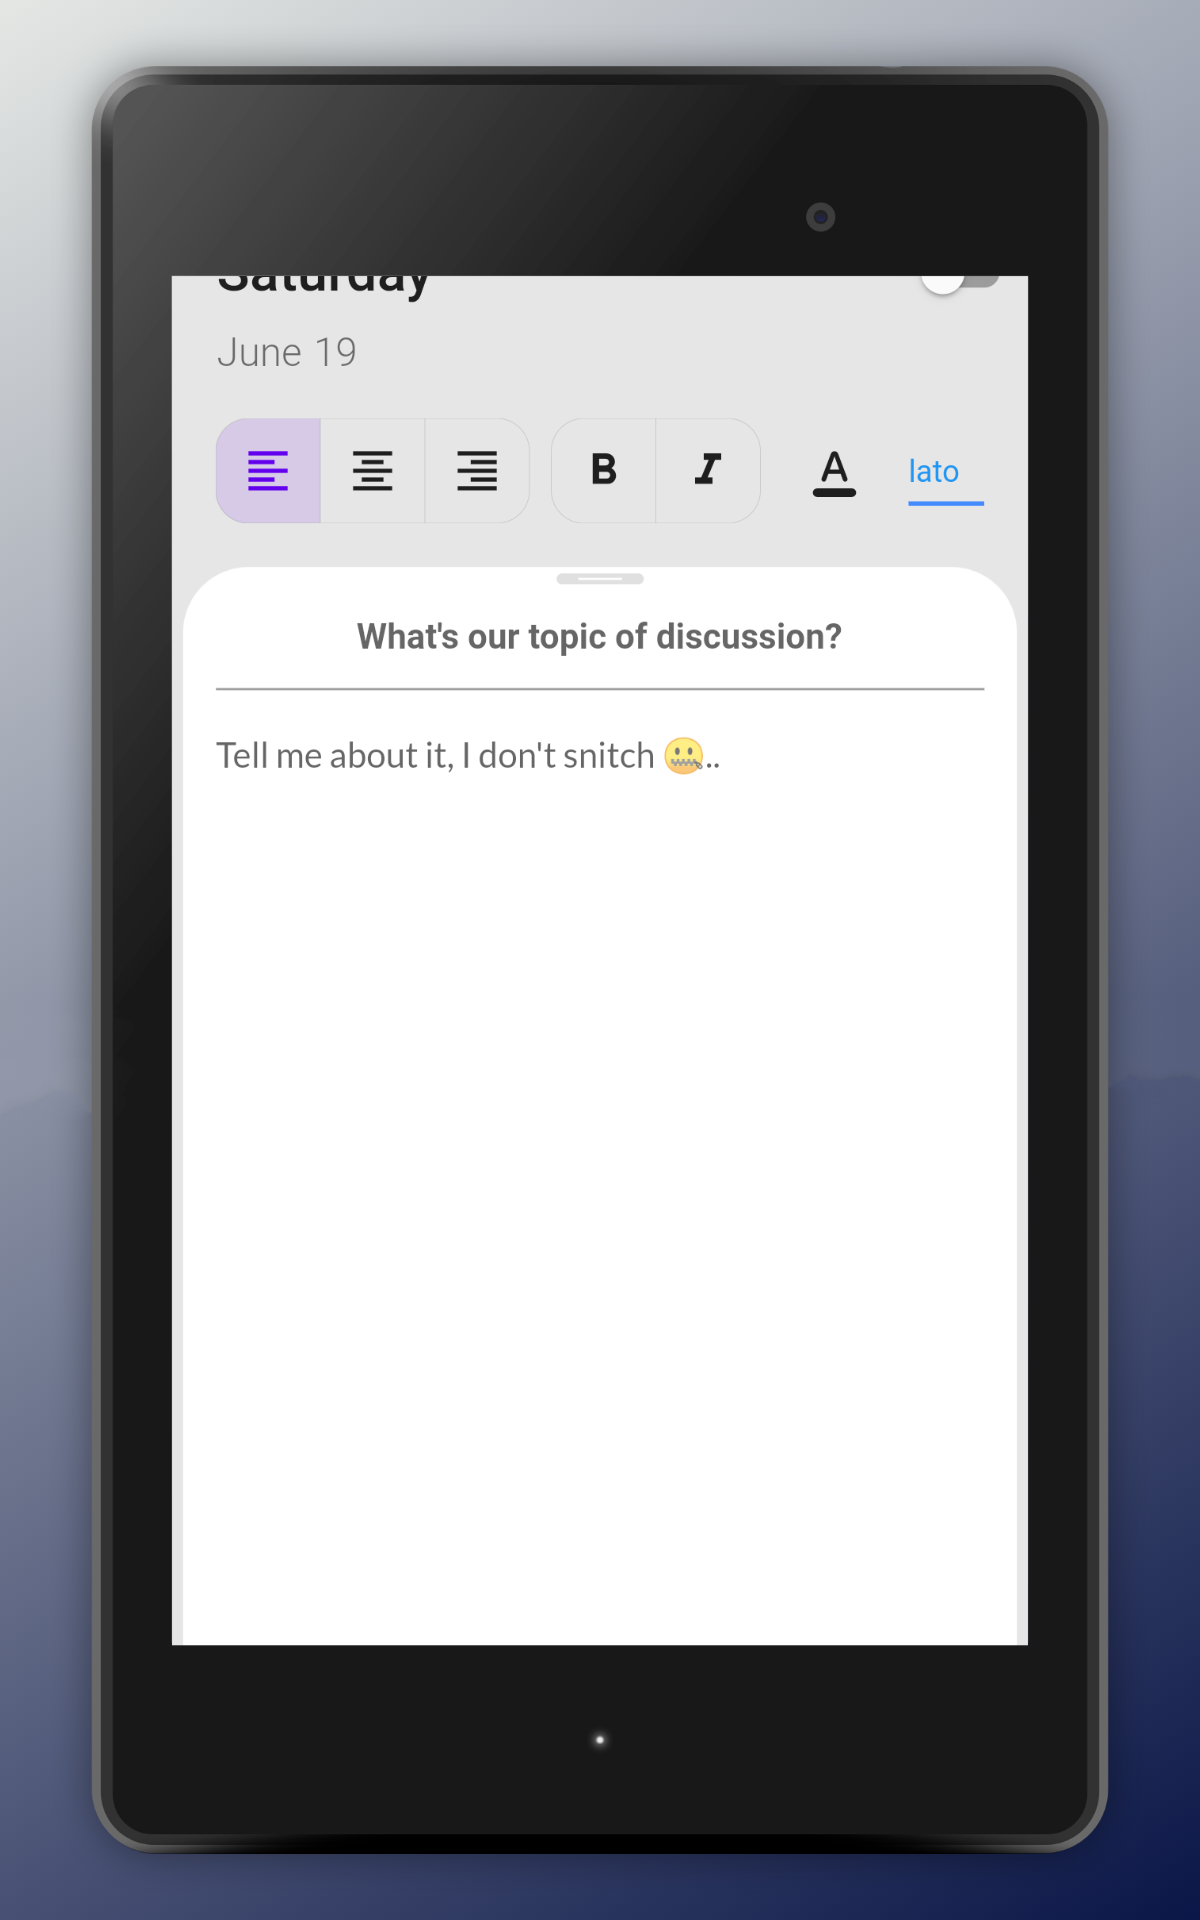 Saturday
June 19
B I A lato
What's our topic of discussion?
Tell me about it, I don't snitch 🤐..